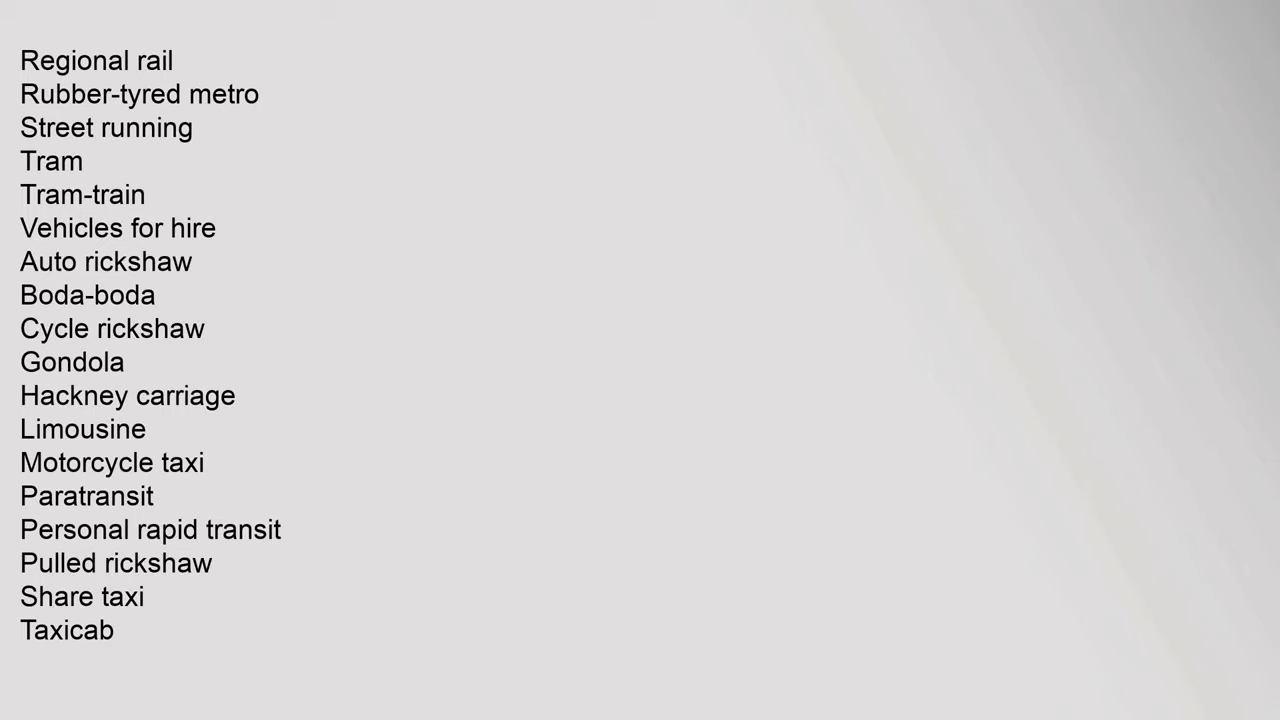 Regional rail
Rubber-tyred metro
Street running
Tram
Tram-train
Vehicles for hire
Auto rickshaw
Boda-boda
Cycle rickshaw
Gondola
Hackney carriage
Limousine
Motorcycle taxi
Paratransit
Personal rapid transit
Pulled rickshaw
Share taxi
Taxicab